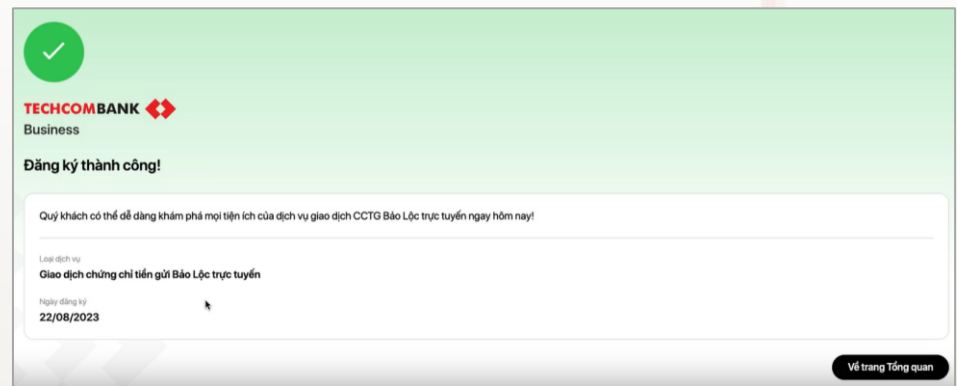 TECHCOMBANK
Business
Đăng ký thành công!
Quý khách có thể dễ dàng khám phá mọi tiện ích của dịch vụ giao dịch CCTG Bảo Lộc trực tuyến ngay hôm nay!
Loại dịch vụ
Giao dịch chứng chỉ tiền gửi Bảo Lộc trực tuyến
Ngày đăng ký
22/08/2023
Về trang Tổng quan